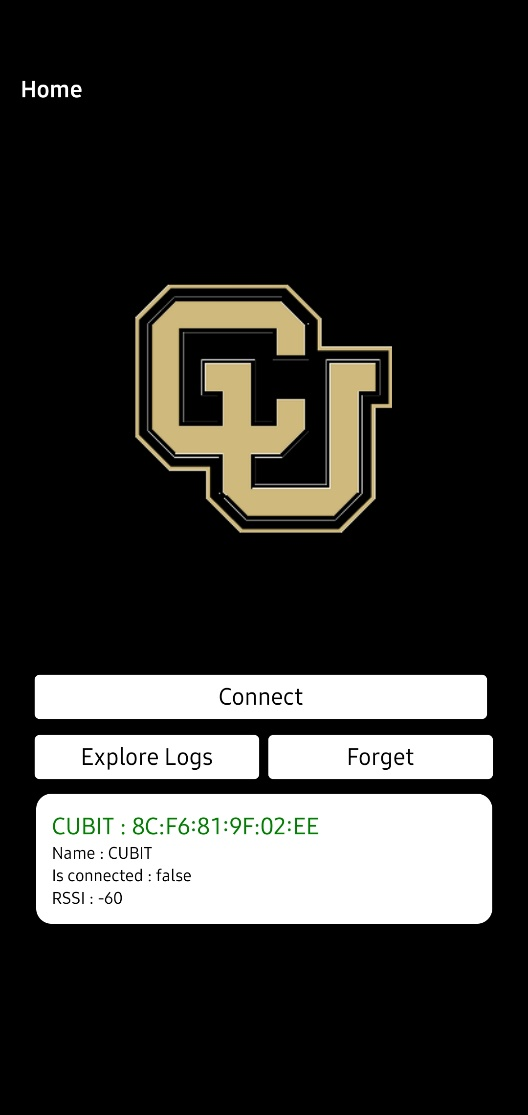 Home
CU
Connect
Explore Logs
Forget
CUBIT : 8C:F6:81:9F:02:EE
Name : CUBIT
Is connected : false
RSSI : -60